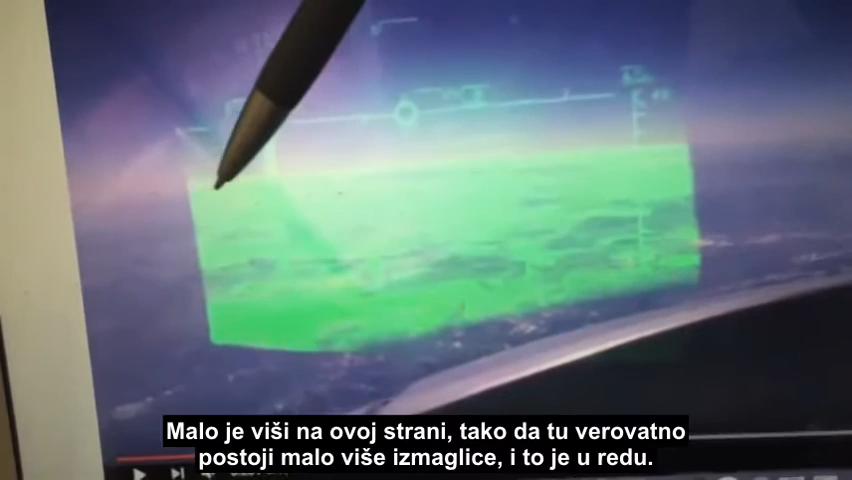 Malo je viši na ovoj strani, tako da tu verovatno
postoji malo više izmaglice, i to je u redu.